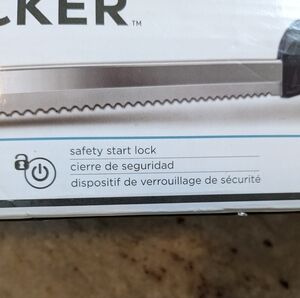 CKER™
safety start lock
cierre de seguridad
dispositif de verrouillage de sécurité